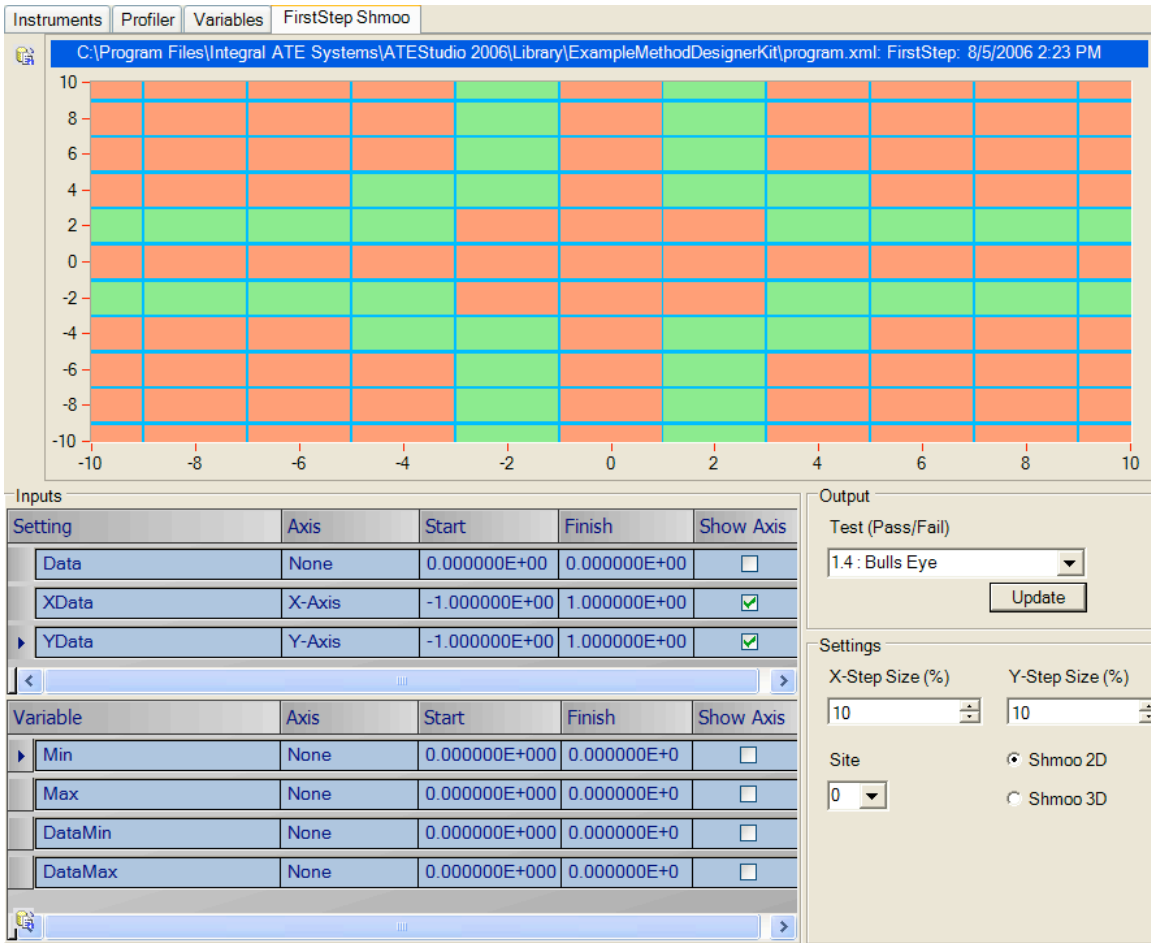 Instruments Profiler Variables FirstStep Shmoo
C:\Program Files\Integral ATE Systems\ATEStudio 2006\Library\ExampleMethodDesignerKit\program.xml: FirstStep: 8/5/2006 2:23 PM
10
8
6
4
2
0
-2
-4
-6
-8
-10
-10 -8 -6 -4 -2 0 2 4 6 8 10
Inputs
Setting Axis Start Finish Show Axis
Data None 0.000000E+00 0.000000E+00
XData X-Axis -1.000000E+00 1.000000E+00
YData Y-Axis -1.000000E+00 1.000000E+00
Variable Axis Start Finish Show Axis
Min None 0.000000E+000 0.000000E+0
Max None 0.000000E+000 0.000000E+0
DataMin None 0.000000E+000 0.000000E+0
DataMax None 0.000000E+000 0.000000E+0
Output
Test (Pass/Fail)
1.4 : Bulls Eye
Update
Settings
X-Step Size (%) Y-Step Size (%)
10 10
Site Shmoo 2D
0 Shmoo 3D